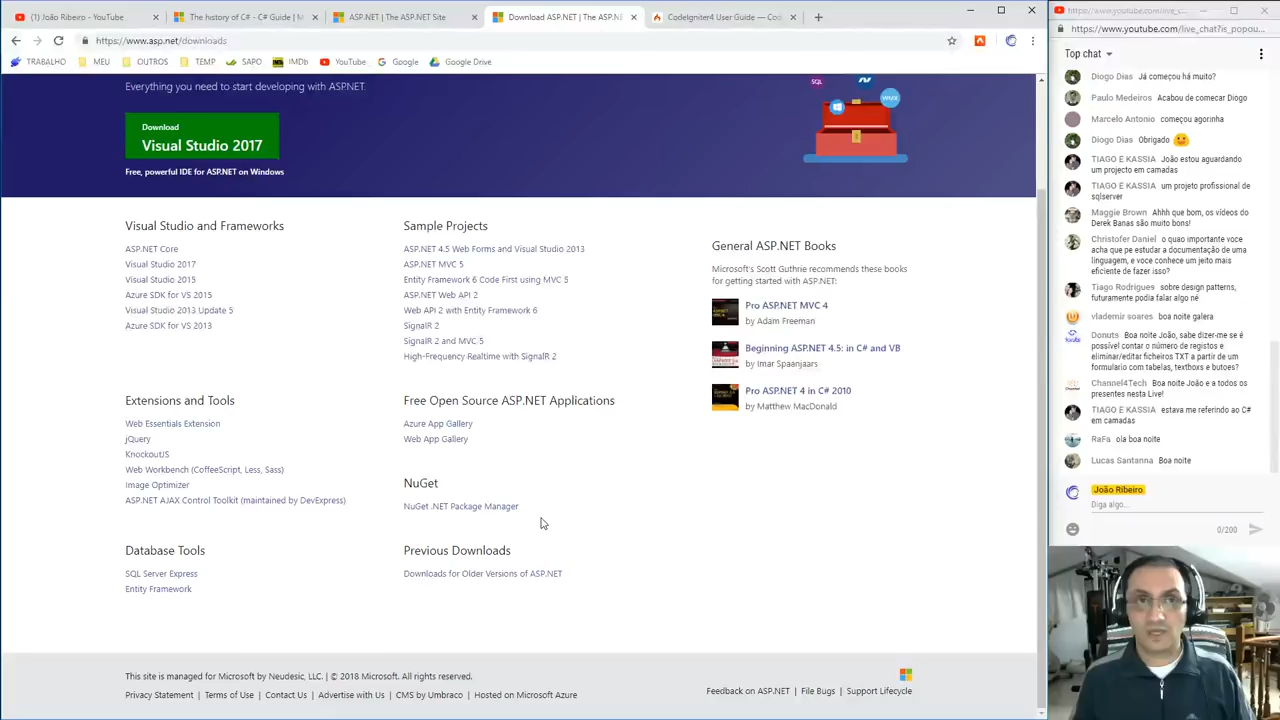 (1) João Ribeiro - YouTube
The history of C# - C# Guide | M
ASP.NET | The ASP.NET Site
Download ASP.NET | The ASP.N
CodeIgniter4 User Guide — Co
https://www.asp.net/downloads
TRABALHO
MEU
OUTROS
TEMP
SAPO
IMDb
YouTube
Google
Google Drive
Everything you need to start developing with ASP.NET.
Download
Visual Studio 2017
Free, powerful IDE for ASP.NET on Windows
SQL
Visual Studio and Frameworks
ASP.NET Core
Visual Studio 2017
Visual Studio 2015
Azure SDK for VS 2015
Visual Studio 2013 Update 5
Azure SDK for VS 2013
Extensions and Tools
Web Essentials Extension
jQuery
KnockoutJS
Web Workbench (CoffeeScript, Less, Sass)
Image Optimizer
ASP.NET AJAX Control Toolkit (maintained by DevExpress)
Database Tools
SQL Server Express
Entity Framework
Sample Projects
ASP.NET 4.5 Web Forms and Visual Studio 2013
ASP.NET MVC 5
Entity Framework 6 Code First using MVC 5
ASP.NET Web API 2
Web API 2 with Entity Framework 6
SignalR 2
SignalR 2 and MVC 5
High-Frequency Realtime with SignalR 2
Free Open Source ASP.NET Applications
Azure App Gallery
Web App Gallery
NuGet
NuGet .NET Package Manager
Previous Downloads
Downloads for Older Versions of ASP.NET
General ASP.NET Books
Microsoft's Scott Guthrie recommends these books
for getting started with ASP.NET:
Pro ASP.NET MVC 4
by Adam Freeman
Beginning ASP.NET 4.5: in C# and VB
by Imar Spaanjaars
Pro ASP.NET 4 in C# 2010
by Matthew MacDonald
This site is managed for Microsoft by Neudesic, LLC. | © 2018 Microsoft. All rights reserved.
Privacy Statement | Terms of Use | Contact Us | Advertise with Us | CMS by Umbraco | Hosted on Microsoft Azure
Feedback on ASP.NET | File Bugs | Support Lifecycle
https://www.youtube.com/live_chat?is_popou...
Top chat
Diogo Dias Já começou há muito?
Paulo Medeiros Acabou de comecar Diogo
Marcelo Antonio começou agorinha
Diogo Dias Obrigado
TIAGO E KASSIA João estou aguardando
um projecto em camadas
TIAGO E KASSIA um projeto profissional de
sqlserver
Maggie Brown Ahhh que bom, os vídeos do
Derek Banas são muito bons!
Christofer Daniel o quao importante voce
acha que pe estudar a documentação de uma
linguagem, e voce conhece um jeito mais
eficiente de fazer isso?
Tiago Rodrigues sobre design patterns,
futuramente podia falar algo né
vlademir soares boa noite galera
Donuts Boa noite João, sabe dizer-me se é
possível contar o número de registos e
eliminar/editar ficheiros TXT a partir de um
formulario com tabelas, textboxs e butoes?
Channel4Tech Boa noite João e a todos os
presentes nesta Live!
TIAGO E KASSIA estava me referindo ao C#
em camadas
RaFa ola boa noite
Lucas Santanna Boa noite
João Ribeiro
Diga algo...
0/200